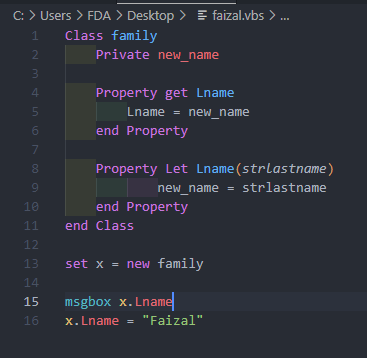 C: > Users > FDA > Desktop > faizal.vbs > ...
1 Class family
2     Private new_name
3
4     Property get Lname
5         Lname = new_name
6     end Property
7
8     Property Let Lname(strlastname)
9             new_name = strlastname
10     end Property
11 end Class
12
13 set x = new family
14
15 msgbox x.Lname
16 x.Lname = "Faizal"